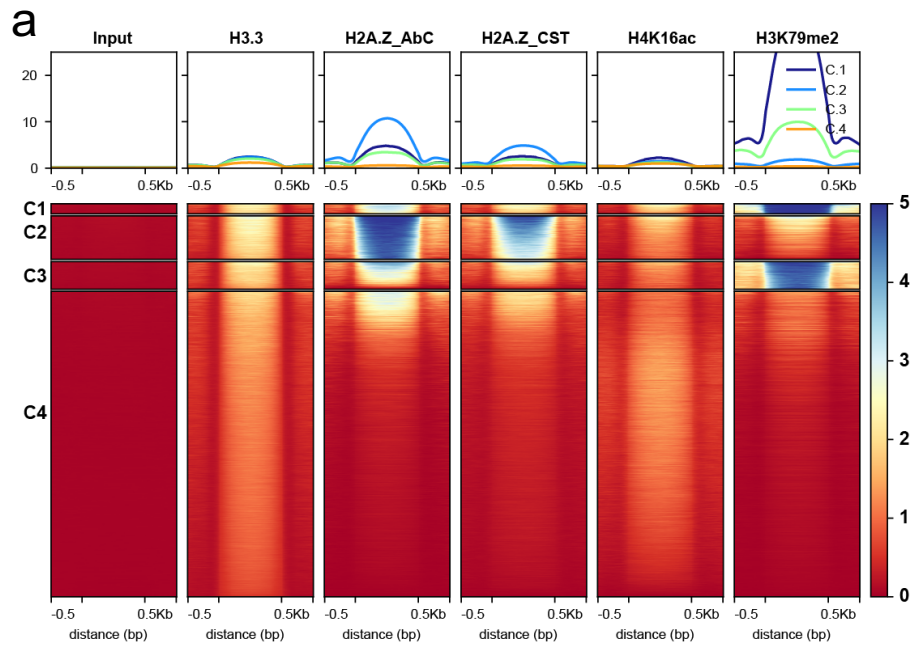 a
Input H3.3 H2A.Z_AbC H2A.Z_CST H4K16ac H3K79me2
20
10
0
C.1
C.2
C.3
C.4
-0.5 0.5Kb -0.5 0.5Kb -0.5 0.5Kb -0.5 0.5Kb -0.5 0.5Kb -0.5 0.5Kb
C1
C2
C3
C4
5
4
3
2
1
0
-0.5 0.5Kb -0.5 0.5Kb -0.5 0.5Kb -0.5 0.5Kb -0.5 0.5Kb -0.5 0.5Kb
distance (bp) distance (bp) distance (bp) distance (bp) distance (bp) distance (bp)